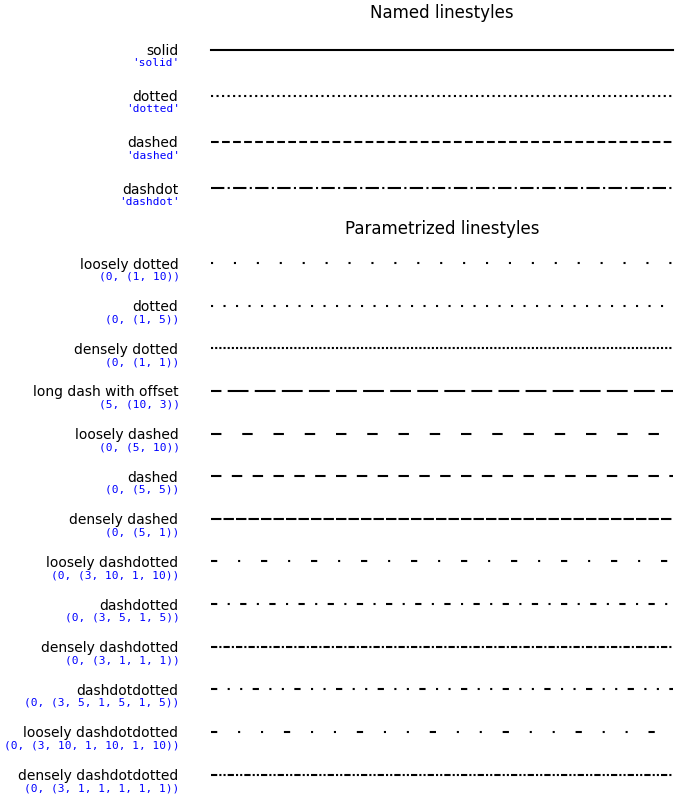 Named linestyles
solid
'solid'
dotted
'dotted'
dashed
'dashed'
dashdot
'dashdot'
Parametrized linestyles
loosely dotted
(0, (1, 10))
dotted
(0, (1, 5))
densely dotted
(0, (1, 1))
long dash with offset
(5, (10, 3))
loosely dashed
(0, (5, 10))
dashed
(0, (5, 5))
densely dashed
(0, (5, 1))
loosely dashdotted
(0, (3, 10, 1, 10))
dashdotted
(0, (3, 5, 1, 5))
densely dashdotted
(0, (3, 1, 1, 1))
dashdotdotted
(0, (3, 5, 1, 5, 1, 5))
loosely dashdotdotted
(0, (3, 10, 1, 10, 1, 10))
densely dashdotdotted
(0, (3, 1, 1, 1, 1, 1))